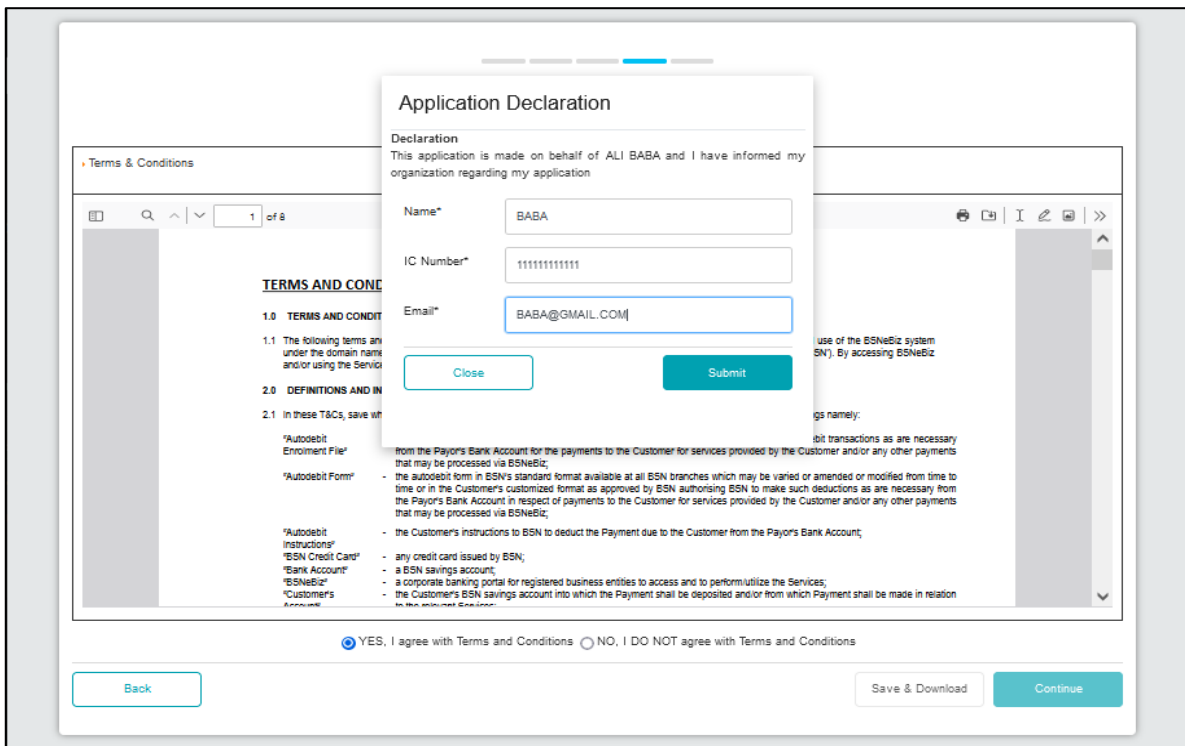 Application Declaration
Declaration
This application is made on behalf of ALI BABA and I have informed my
organization regarding my application
Name*
BABA
IC Number*
111111111111
Email*
BABA@GMAIL.COM
Close
Submit
Terms & Conditions
1 of 8
TERMS AND COND
1.0 TERMS AND CONDIT
1.1 The following terms an use of the BSNeBiz system
under the domain name SN'). By accessing BSNeBiz
and/or using the Servic
2.0 DEFINITIONS AND IN
2.1 In these T&Cs, save wh gs namely:
"Autodebit ebit transactions as are necessary
Enrolment File" from the Payor's Bank Account for the payments to the Customer for services provided by the Customer and/or any other payments
that may be processed via BSNeBiz;
"Autodebit Form" - the autodebit form in BSN's standard format available at all BSN branches which may be varied or amended or modified from time to
time or in the Customer's customized format as approved by BSN authorising BSN to make such deductions as are necessary from
the Payor's Bank Account in respect of payments to the Customer for services provided by the Customer and/or any other payments
that may be processed via BSNeBiz;
"Autodebit - the Customer's instructions to BSN to deduct the Payment due to the Customer from the Payor's Bank Account;
Instructions"
"BSN Credit Card" - any credit card issued by BSN;
"Bank Account" - a BSN savings account;
"BSNeBiz" - a corporate banking portal for registered business entities to access and to perform/utilize the Services;
"Customer's - the Customer's BSN savings account into which the Payment shall be deposited and/or from which Payment shall be made in relation
Account" to the relevant Services;
YES, I agree with Terms and Conditions NO, I DO NOT agree with Terms and Conditions
Back
Save & Download
Continue